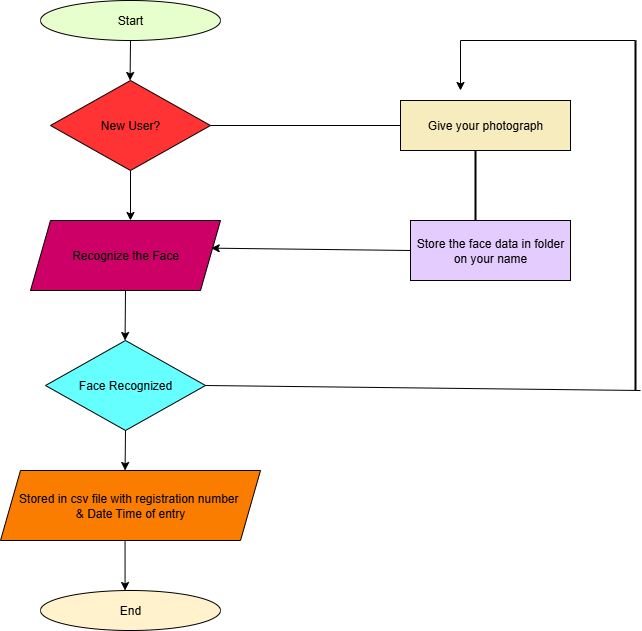 Start
New User?
Give your photograph
Recognize the Face
Store the face data in folder
on your name
Face Recognized
Stored in csv file with registration number
& Date Time of entry
End